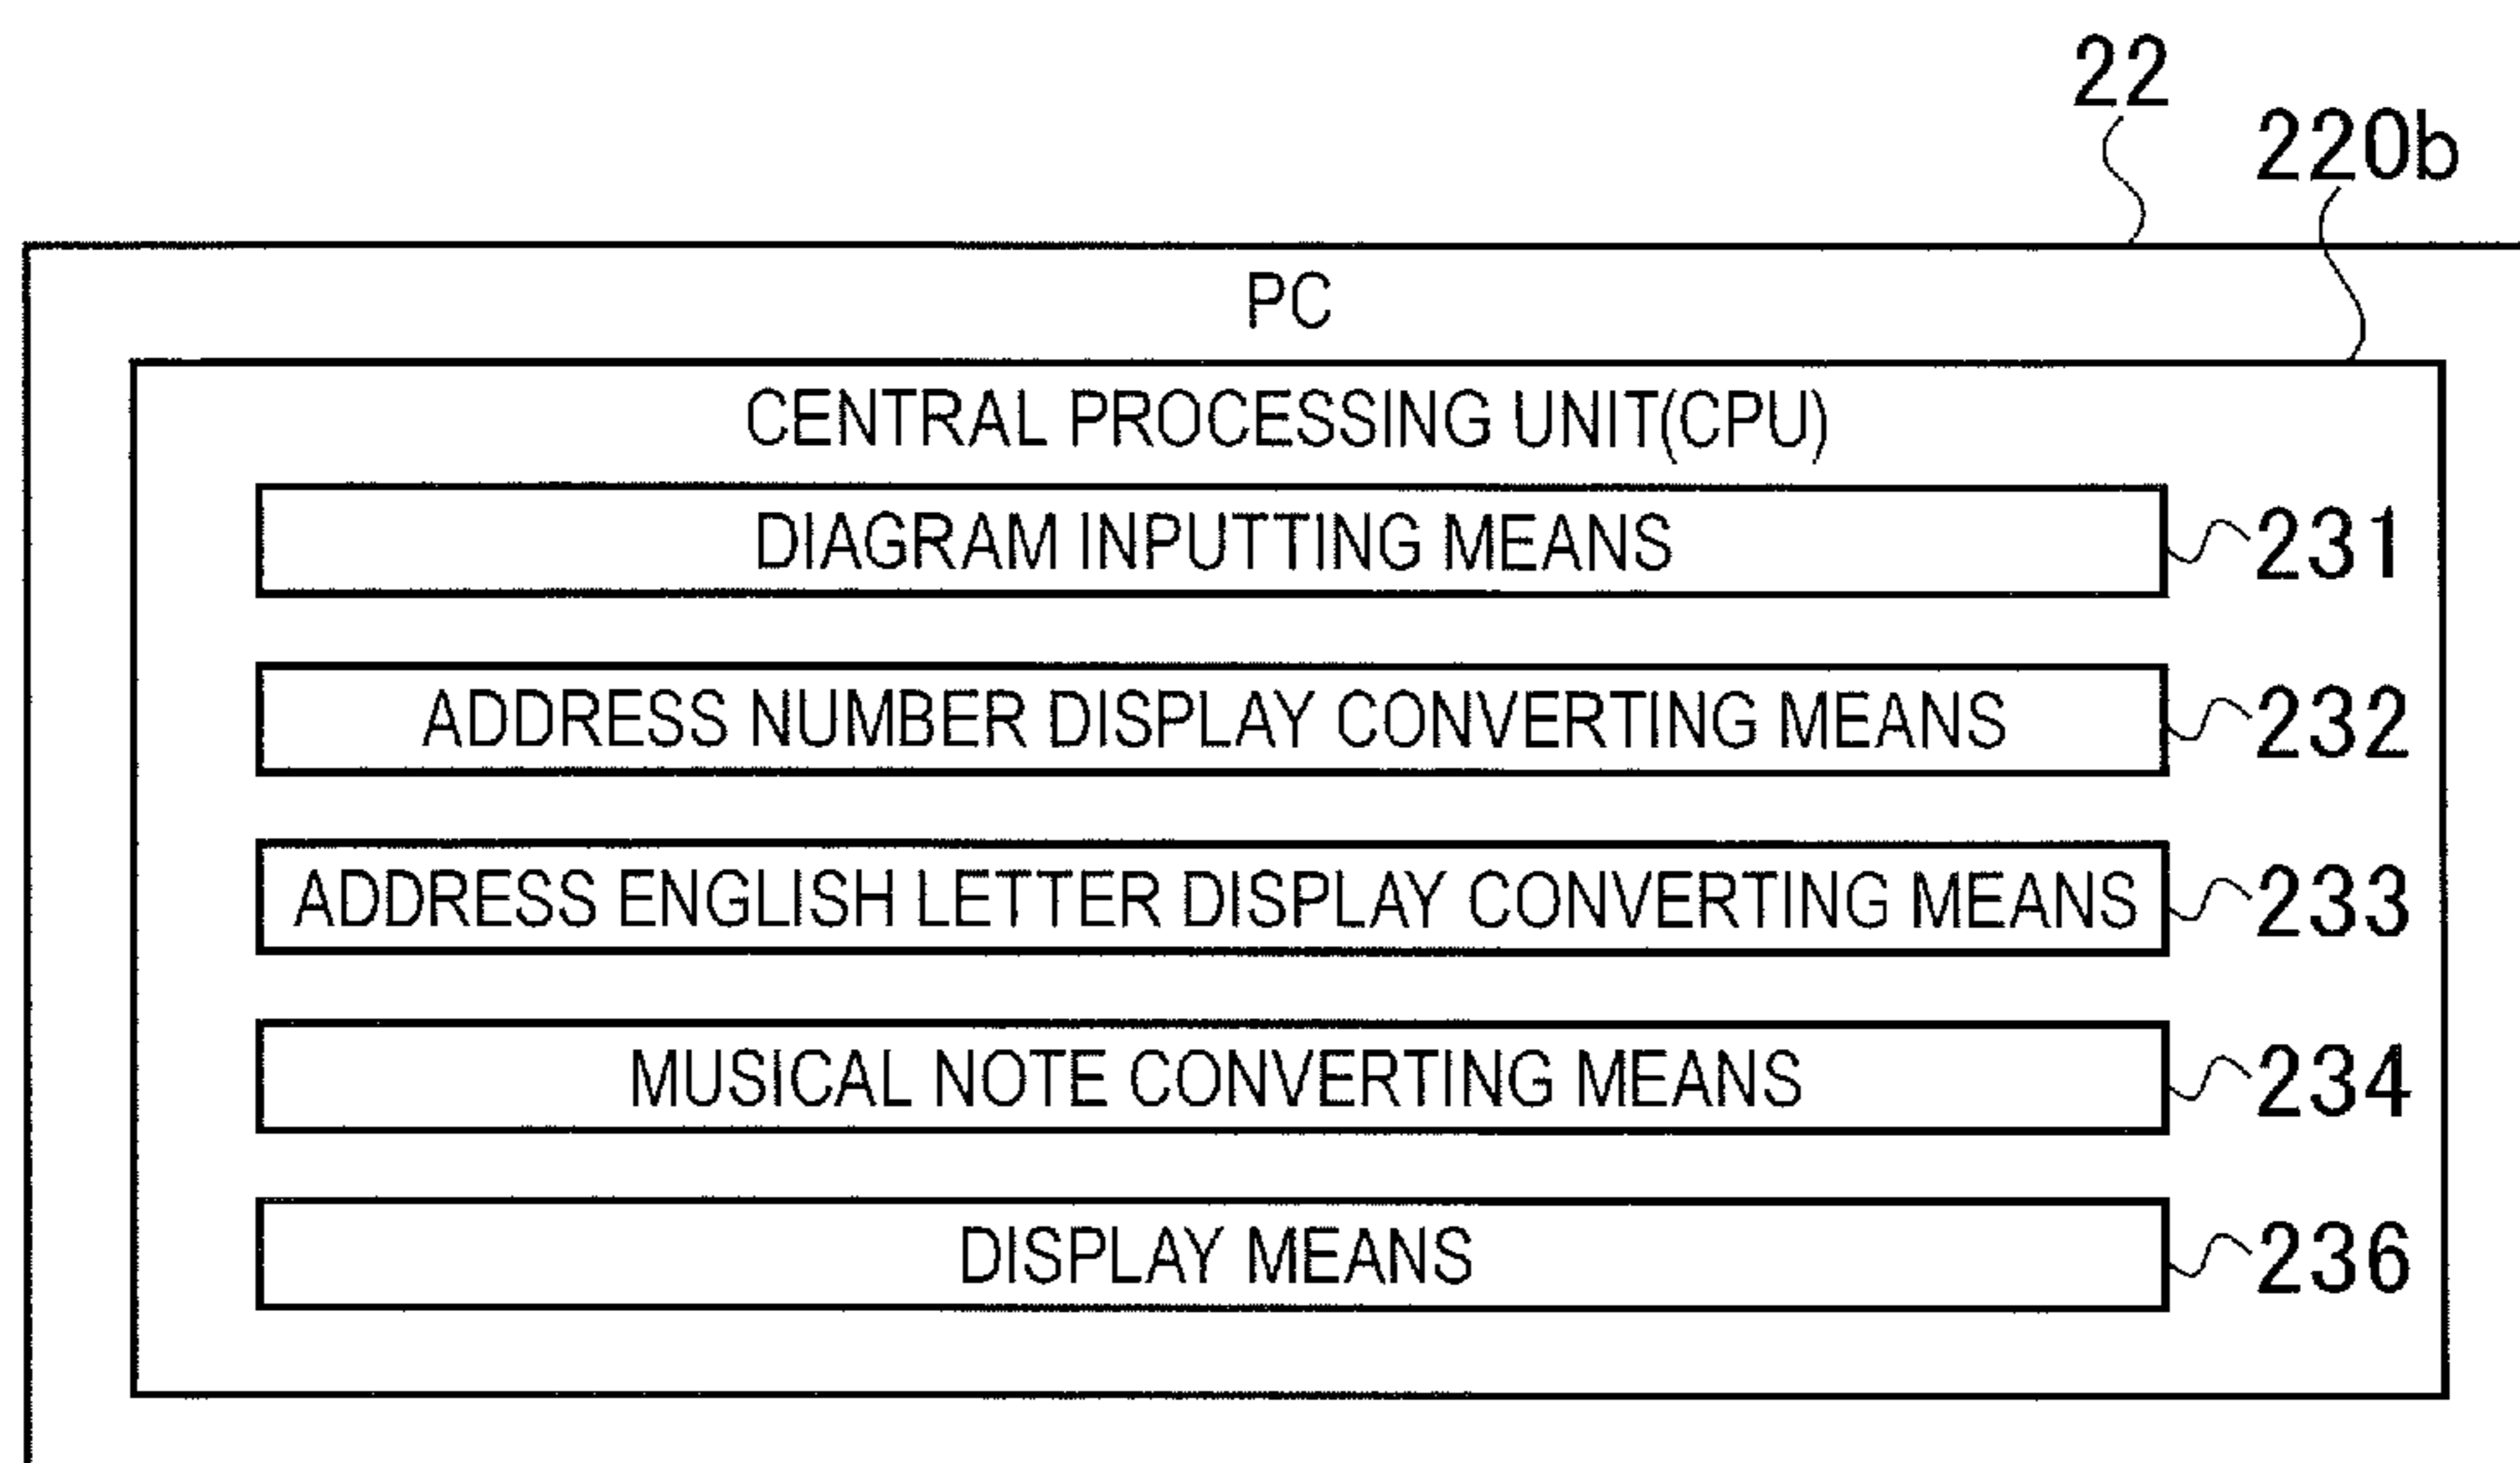 22
220b
PC
CENTRAL PROCESSING UNIT(CPU)
DIAGRAM INPUTTING MEANS 231
ADDRESS NUMBER DISPLAY CONVERTING MEANS 232
ADDRESS ENGLISH LETTER DISPLAY CONVERTING MEANS 233
MUSICAL NOTE CONVERTING MEANS 234
DISPLAY MEANS 236